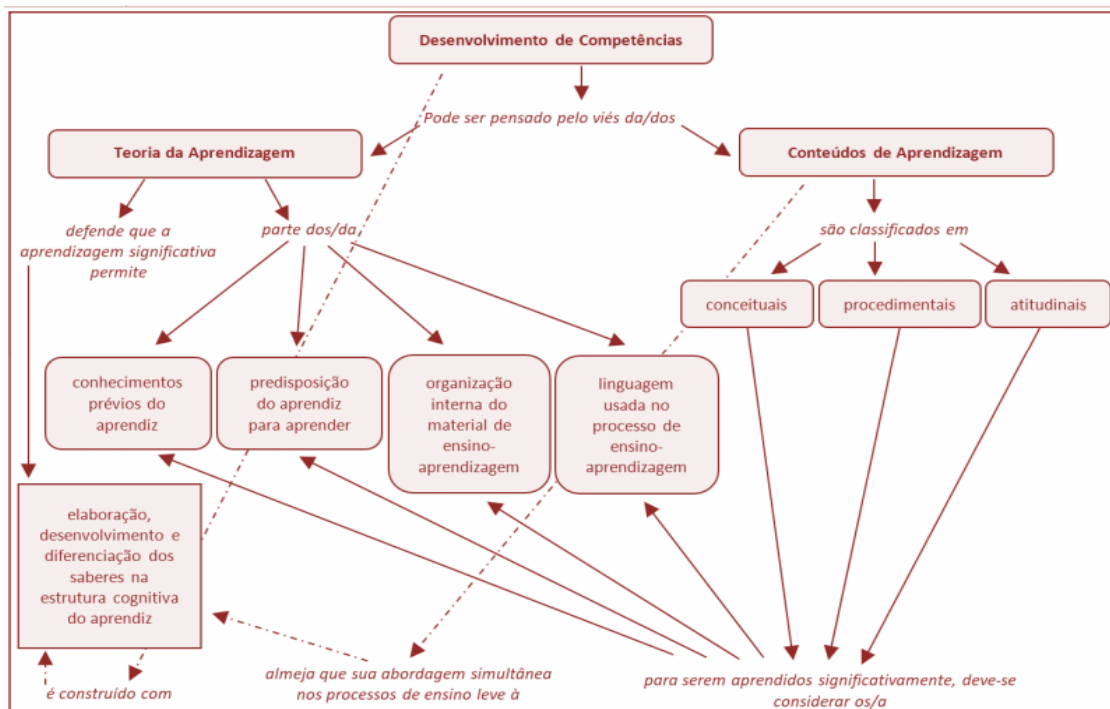 Desenvolvimento de Competências
Pode ser pensado pelo viés da/dos
Teoria da Aprendizagem
Conteúdos de Aprendizagem
defende que a
aprendizagem significativa
permite
parte dos/da
são classificados em
conceituais
procedimentais
atitudinais
conhecimentos
prévios do
aprendiz
predisposição
do aprendiz
para aprender
organização
interna do
material de
ensino-
aprendizagem
linguagem
usada no
processo de
ensino-
aprendizagem
elaboração,
desenvolvimento e
diferenciação dos
saberes na
estrutura cognitiva
do aprendiz
é construído com
almeja que sua abordagem simultânea
nos processos de ensino leve à
para serem aprendidos significativamente, deve-se
considerar os/a